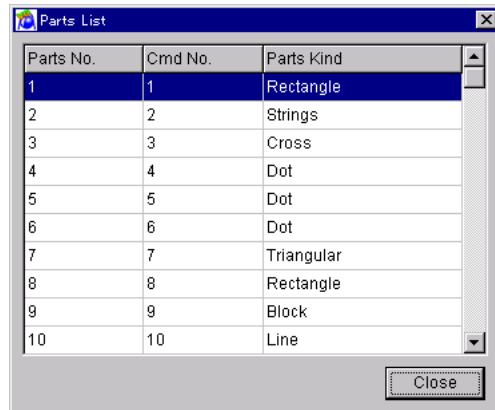 Parts List
Parts No. Cmd No. Parts Kind
1 1 Rectangle
2 2 Strings
3 3 Cross
4 4 Dot
5 5 Dot
6 6 Dot
7 7 Triangular
8 8 Rectangle
9 9 Block
10 10 Line
Close